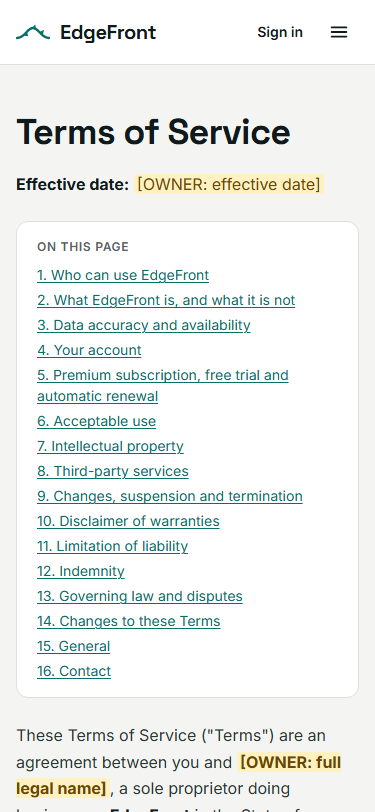 EdgeFront
Sign in
Terms of Service
Effective date: [OWNER: effective date]
ON THIS PAGE
1. Who can use EdgeFront
2. What EdgeFront is, and what it is not
3. Data accuracy and availability
4. Your account
5. Premium subscription, free trial and
automatic renewal
6. Acceptable use
7. Intellectual property
8. Third-party services
9. Changes, suspension and termination
10. Disclaimer of warranties
11. Limitation of liability
12. Indemnity
13. Governing law and disputes
14. Changes to these Terms
15. General
16. Contact
These Terms of Service ("Terms") are an
agreement between you and [OWNER: full
legal name], a sole proprietor doing